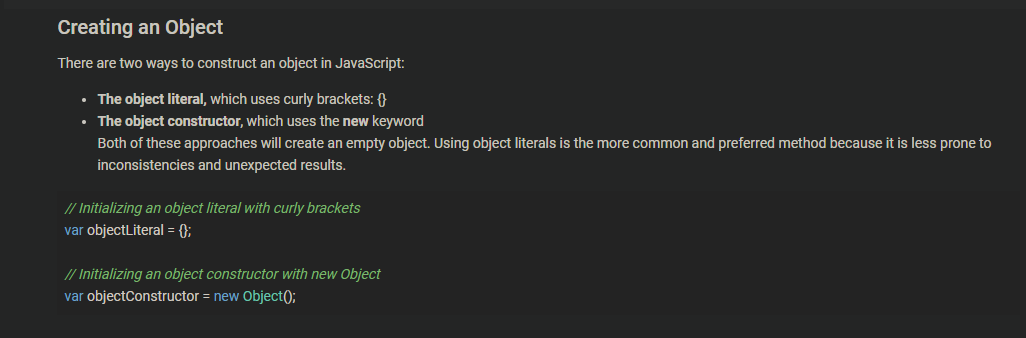 Creating an Object
There are two ways to construct an object in JavaScript:
• The object literal, which uses curly brackets: {}
• The object constructor, which uses the new keyword
Both of these approaches will create an empty object. Using object literals is the more common and preferred method because it is less prone to
inconsistencies and unexpected results.
// Initializing an object literal with curly brackets
var objectLiteral = {};
// Initializing an object constructor with new Object
var objectConstructor = new Object();